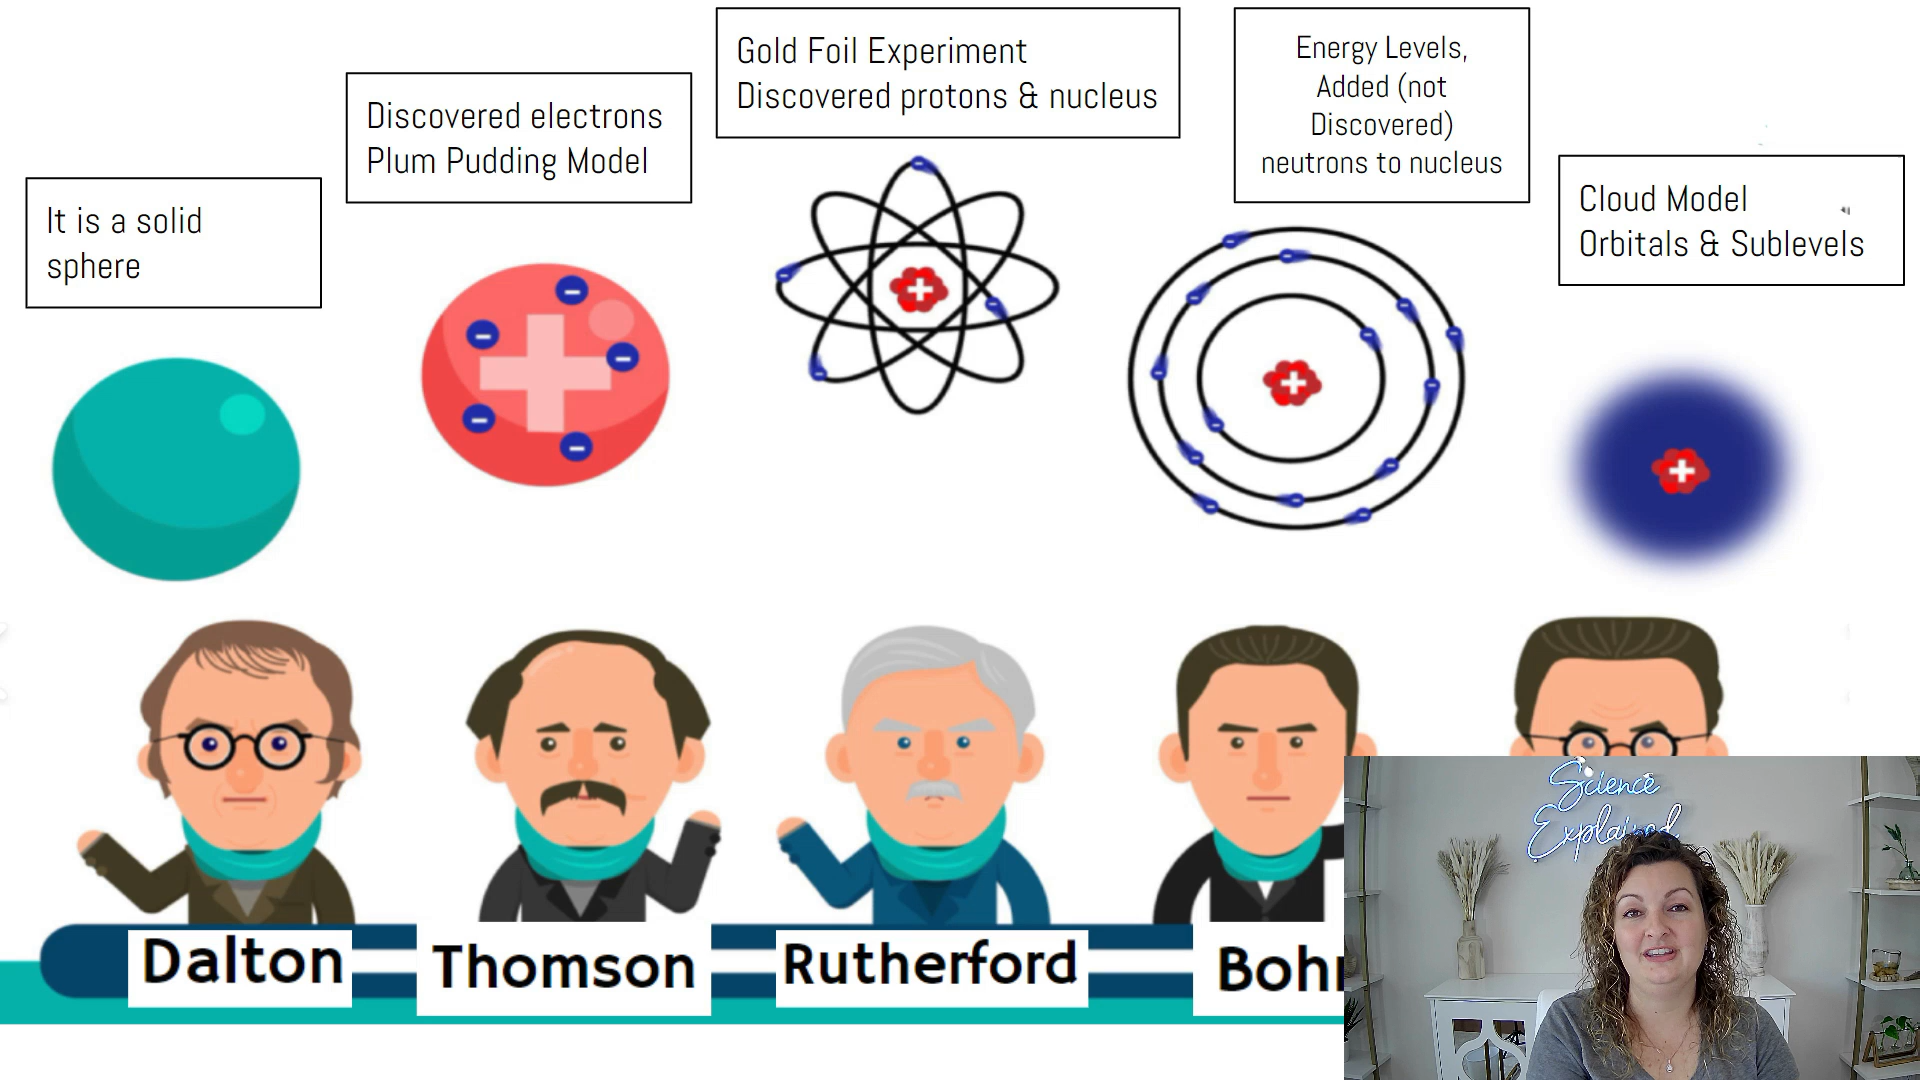 It is a solid
sphere
Discovered electrons
Plum Pudding Model
Gold Foil Experiment
Discovered protons & nucleus
Energy Levels,
Added (not
Discovered)
neutrons to nucleus
Cloud Model
Orbitals & Sublevels
Dalton
Thomson
Rutherford
Bohr
Science
Explained